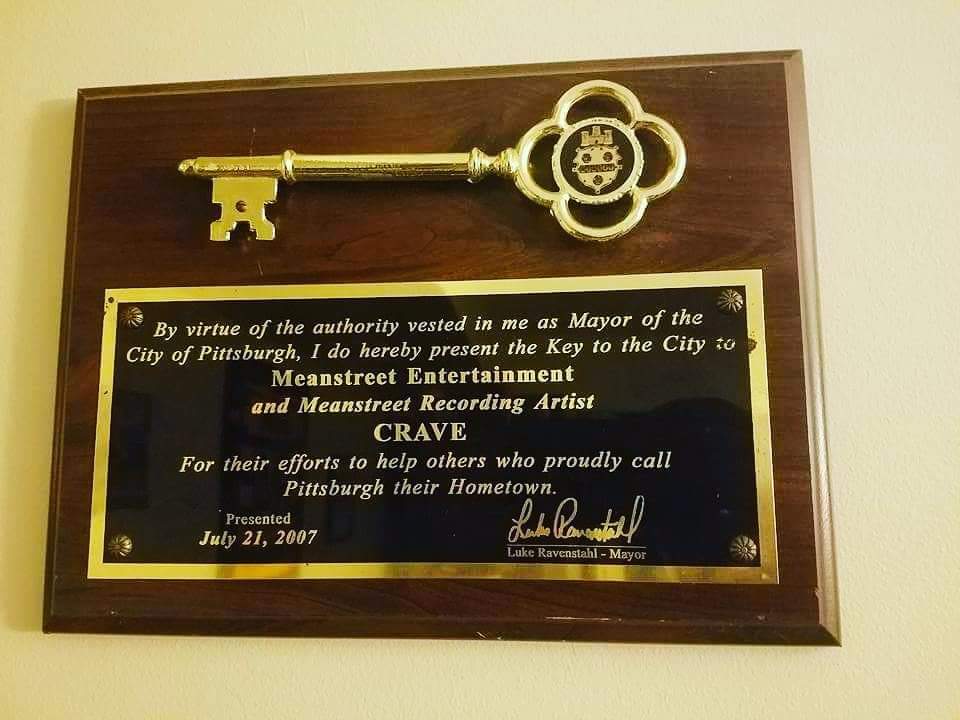 By virtue of the authority vested in me as Mayor of the
City of Pittsburgh, I do hereby present the Key to the City to
Meanstreet Entertainment
and Meanstreet Recording Artist
CRAVE
For their efforts to help others who proudly call
Pittsburgh their Hometown.
Presented
July 21, 2007
Luke Ravenstahl
Luke Ravenstahl - Mayor